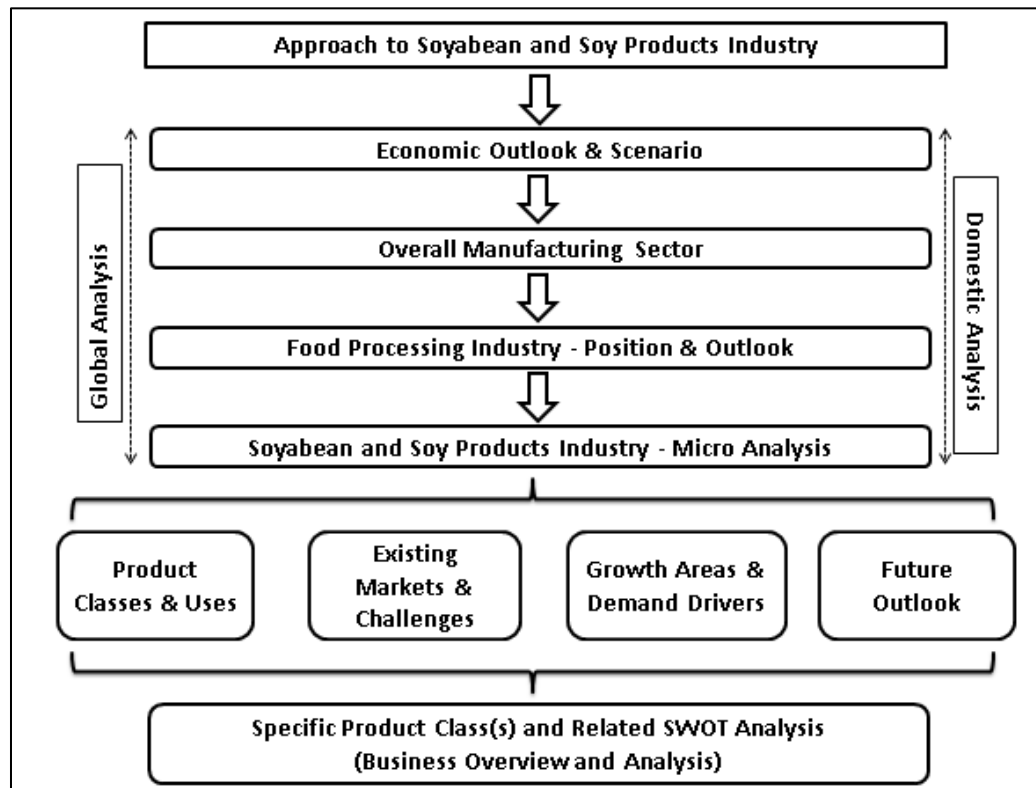 Approach to Soyabean and Soy Products Industry
Economic Outlook & Scenario
Overall Manufacturing Sector
Food Processing Industry - Position & Outlook
Soyabean and Soy Products Industry - Micro Analysis
Global Analysis
Domestic Analysis
Product
Classes & Uses
Existing
Markets &
Challenges
Growth Areas &
Demand Drivers
Future
Outlook
Specific Product Class(s) and Related SWOT Analysis
(Business Overview and Analysis)